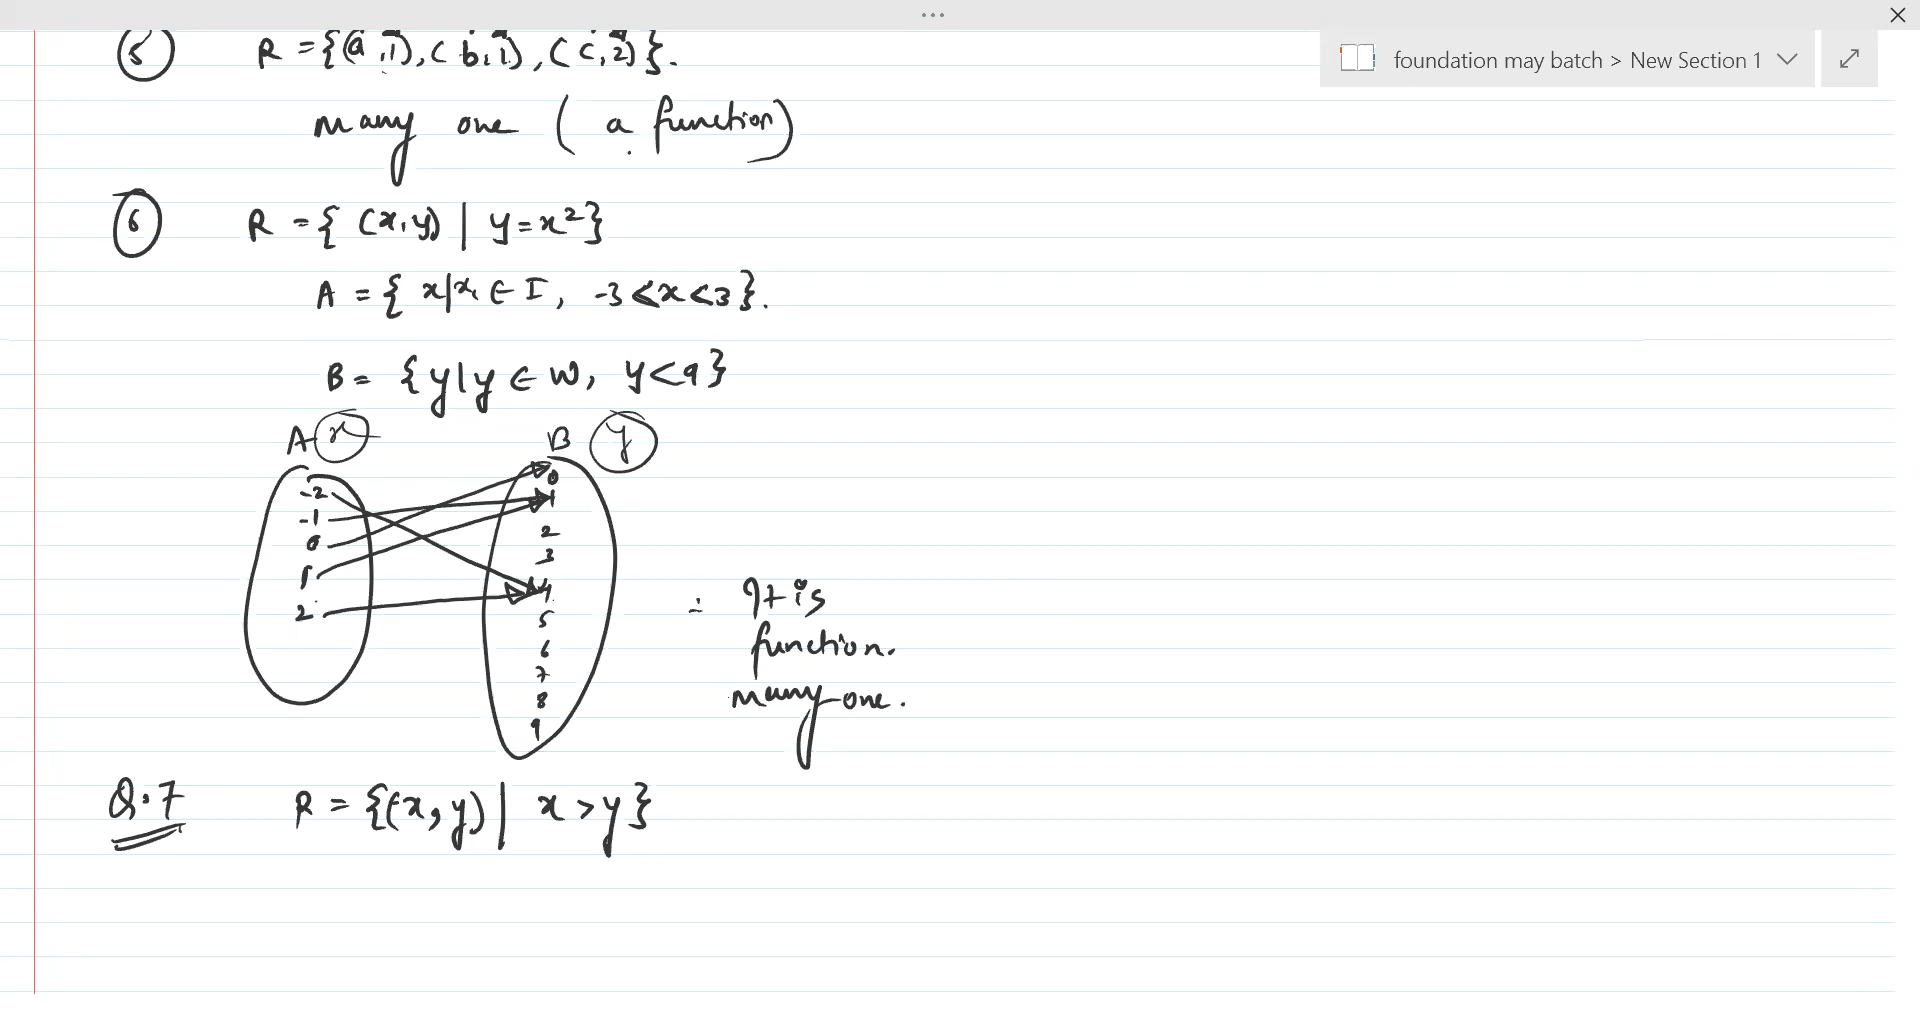 ...
foundation may batch > New Section 1
5 R = {(a,1), (b,1), (c,2)}.
many one (a function)
6 R = { (x,y) | y = x²}
A = { x|x ∈ I, -3 < x < 3}.
B = {y|y ∈ W, y < 9}
A x B y
-2
-1
0
1
2
0
1
2
3
4
5
6
7
8
9
∴ It is
function.
many-one.
Q.7 R = {(x,y) | x > y}